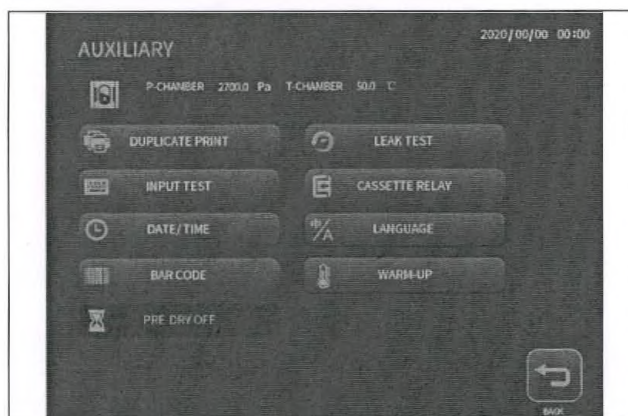 2020/00/00 00:00
AUXILIARY
P-CHAMBER 2700.0 Pa T-CHAMBER 50.0 °C
DUPLICATE PRINT LEAK TEST
INPUT TEST CASSETTE RELAY
DATE/TIME LANGUAGE
BAR CODE WARM-UP
PRE DRY OFF
BACK